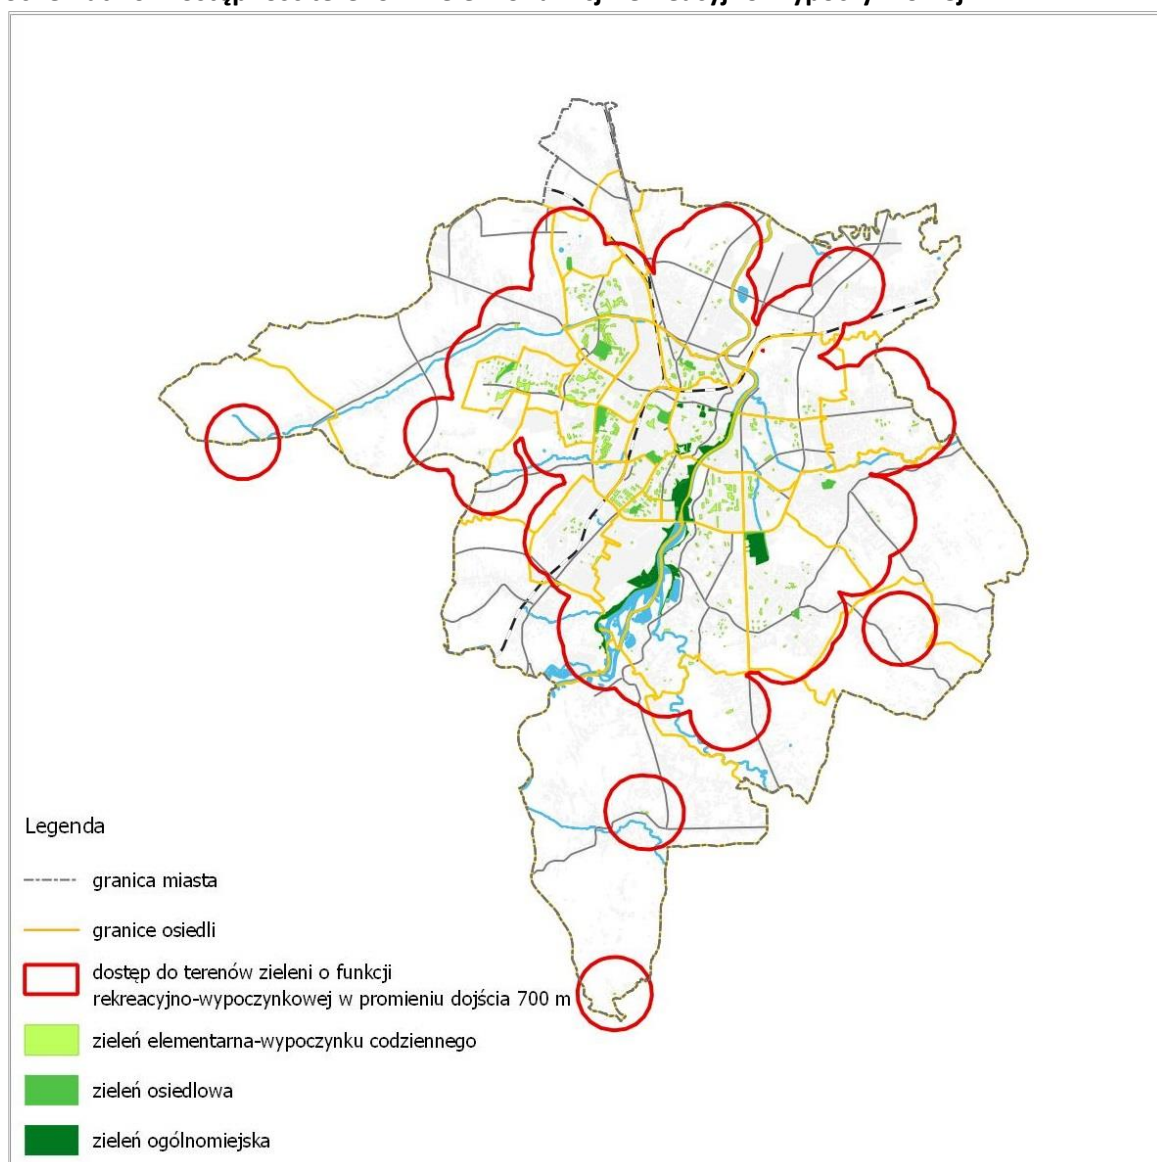 Legenda
granica miasta
granice osiedli
dostęp do terenów zieleni o funkcji
rekreacyjno-wypoczynkowej w promieniu dojścia 700 m
zieleń elementarna-wypoczynku codziennego
zieleń osiedlowa
zieleń ogólnomiejska